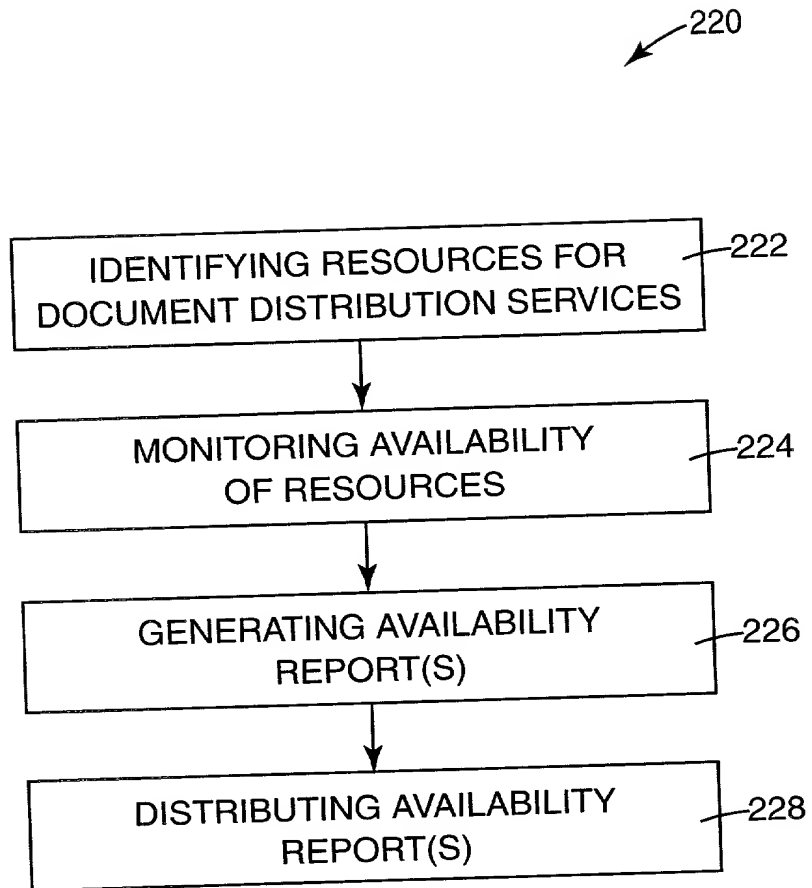 220
IDENTIFYING RESOURCES FOR
DOCUMENT DISTRIBUTION SERVICES
222
MONITORING AVAILABILITY
OF RESOURCES
224
GENERATING AVAILABILITY
REPORT(S)
226
DISTRIBUTING AVAILABILITY
REPORT(S)
228